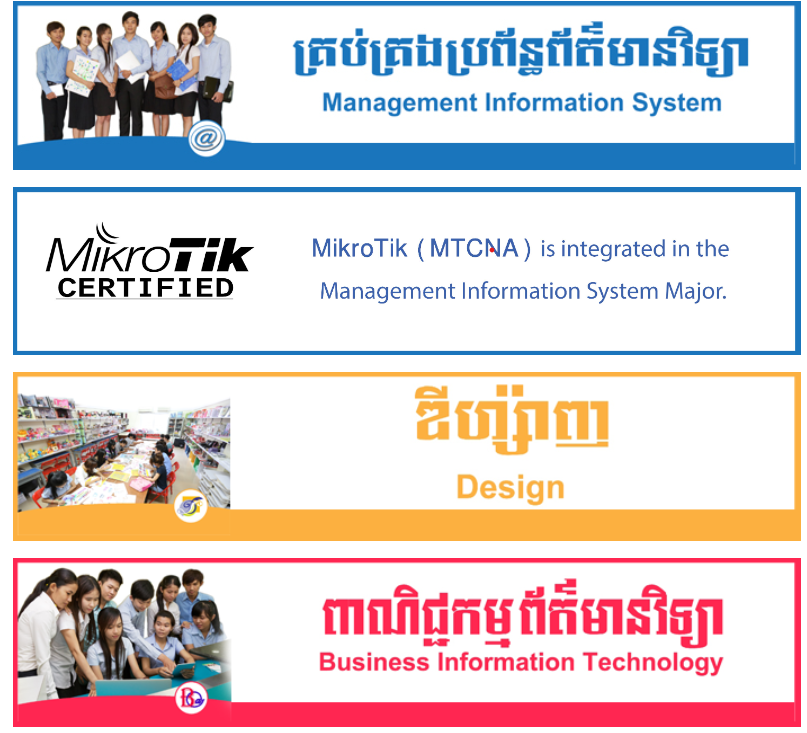 គ្រប់គ្រងប្រព័ន្ធព័ត៌មានវិទ្យា
Management Information System
@
MikroTik
CERTIFIED
MikroTik ( MTCNA ) is integrated in the
Management Information System Major.
ឌីហ្សាញ
Design
ពាណិជ្ជកម្មព័ត៌មានវិទ្យា
Business Information Technology